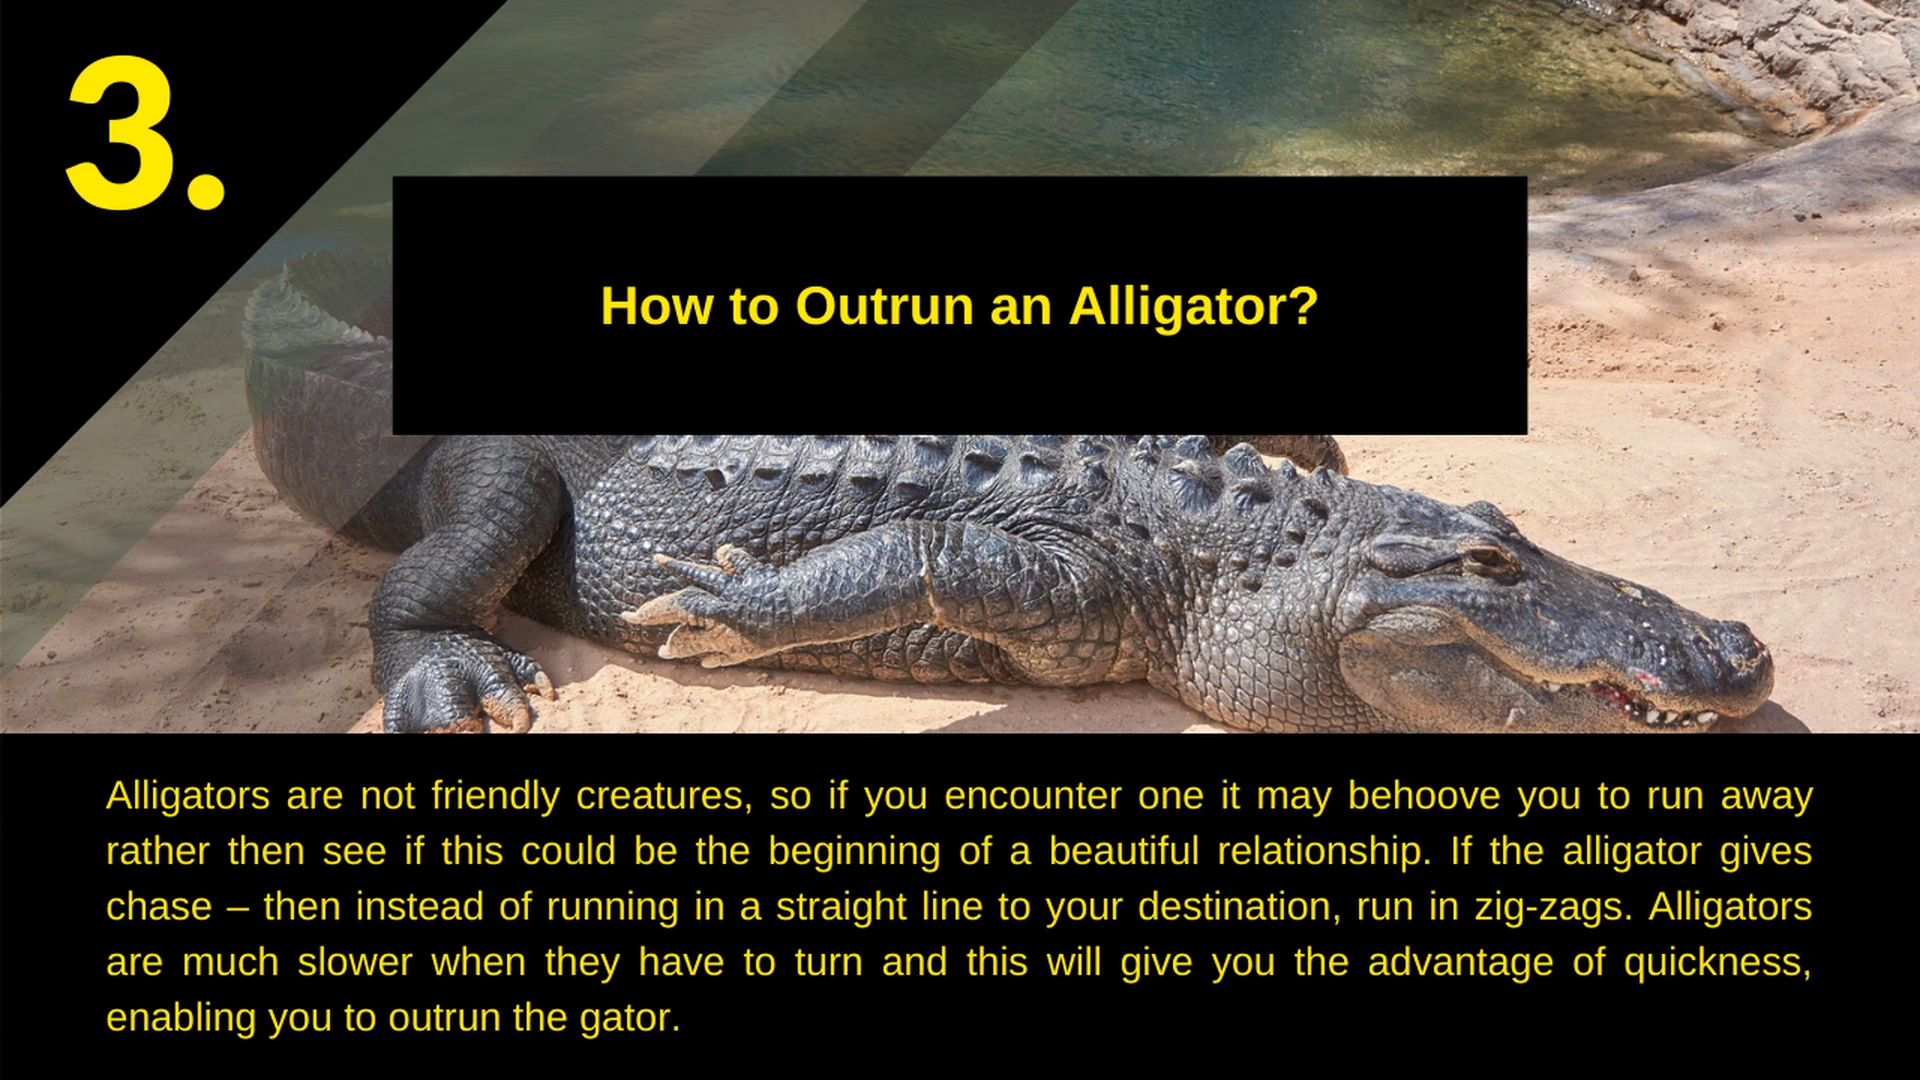 3.
How to Outrun an Alligator?
Alligators are not friendly creatures, so if you encounter one it may behoove you to run away
rather then see if this could be the beginning of a beautiful relationship. If the alligator gives
chase – then instead of running in a straight line to your destination, run in zig-zags. Alligators
are much slower when they have to turn and this will give you the advantage of quickness,
enabling you to outrun the gator.